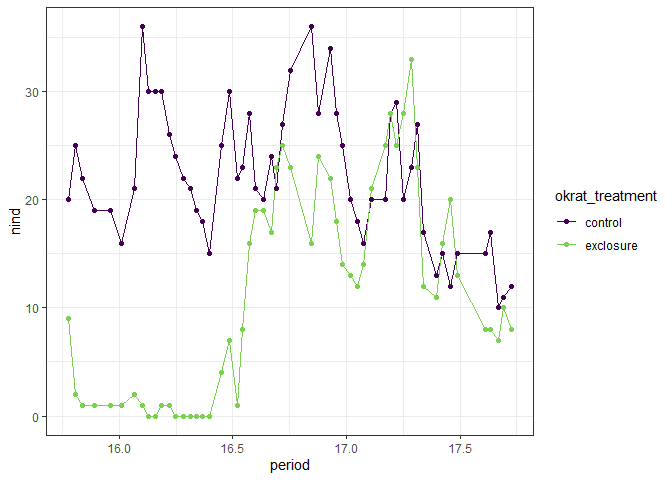 nind
30
20
10
0
16.0
16.5
17.0
17.5
period
okrat_treatment
control
exclosure